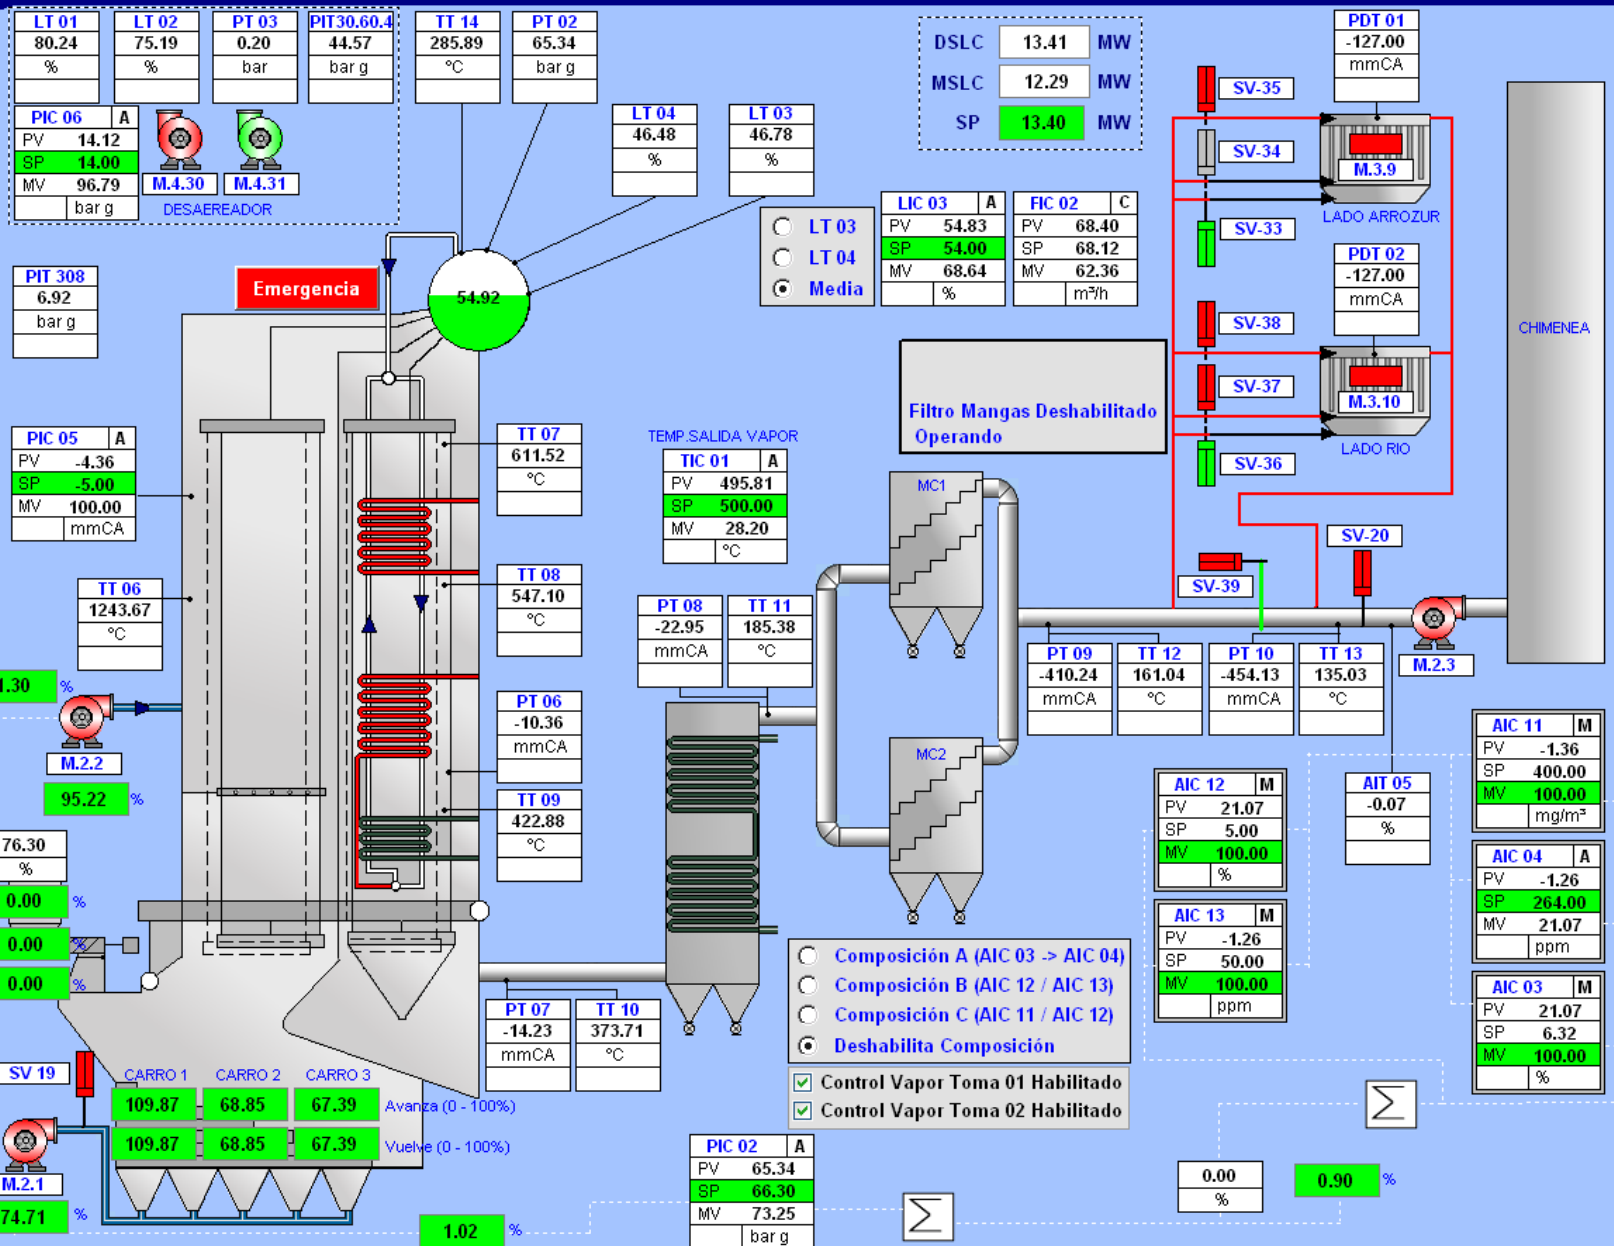 LT 01
80.24
%
LT 02
75.19
%
PT 03
0.20
bar
PIT30.60.4
44.57
bar g
TT 14
285.89
°C
PT 02
65.34
bar g
DSLC 13.41 MW
MSLC 12.29 MW
SP 13.40 MW
PDT 01
-127.00
mmCA
PIC 06 A
PV 14.12
SP 14.00
MV 96.79
bar g
M.4.30
M.4.31
DESAEREADOR
LT 04
46.48
%
LT 03
46.78
%
SV-35
SV-34
SV-33
M.3.9
LADO ARROZUR
LT 03
LT 04
Media
LIC 03 A
PV 54.83
SP 54.00
MV 68.64
%
FIC 02 C
PV 68.40
SP 68.12
MV 62.36
m³/h
PDT 02
-127.00
mmCA
PIT 308
6.92
bar g
Emergencia
54.92
SV-38
SV-37
SV-36
M.3.10
LADO RIO
CHIMENEA
Filtro Mangas Deshabilitado
Operando
PIC 05 A
PV -4.36
SP -5.00
MV 100.00
mmCA
TT 07
611.52
°C
TEMP.SALIDA VAPOR
TIC 01 A
PV 495.81
SP 500.00
MV 28.20
°C
MC1
SV-20
SV-39
TT 06
1243.67
°C
TT 08
547.10
°C
PT 08
-22.95
mmCA
TT 11
185.38
°C
PT 09
-410.24
mmCA
TT 12
161.04
°C
PT 10
-454.13
mmCA
TT 13
135.03
°C
M.2.3
1.30 %
M.2.2
95.22 %
PT 06
-10.36
mmCA
MC2
TT 09
422.88
°C
AIC 11 M
PV -1.36
SP 400.00
MV 100.00
mg/m³
AIC 12 M
PV 21.07
SP 5.00
MV 100.00
%
AIT 05
-0.07
%
76.30
%
0.00 %
0.00 %
0.00 %
AIC 04 A
PV -1.26
SP 264.00
MV 21.07
ppm
AIC 13 M
PV -1.26
SP 50.00
MV 100.00
ppm
Composición A (AIC 03 -> AIC 04)
Composición B (AIC 12 / AIC 13)
Composición C (AIC 11 / AIC 12)
Deshabilita Composición
Control Vapor Toma 01 Habilitado
Control Vapor Toma 02 Habilitado
AIC 03 M
PV 21.07
SP 6.32
MV 100.00
%
PT 07
-14.23
mmCA
TT 10
373.71
°C
SV 19
CARRO 1 CARRO 2 CARRO 3
109.87 68.85 67.39 Avanza (0 - 100%)
109.87 68.85 67.39 Vuelve (0 - 100%)
M.2.1
74.71 %
1.02 %
PIC 02 A
PV 65.34
SP 66.30
MV 73.25
bar g
Σ
Σ
0.00
%
0.90 %